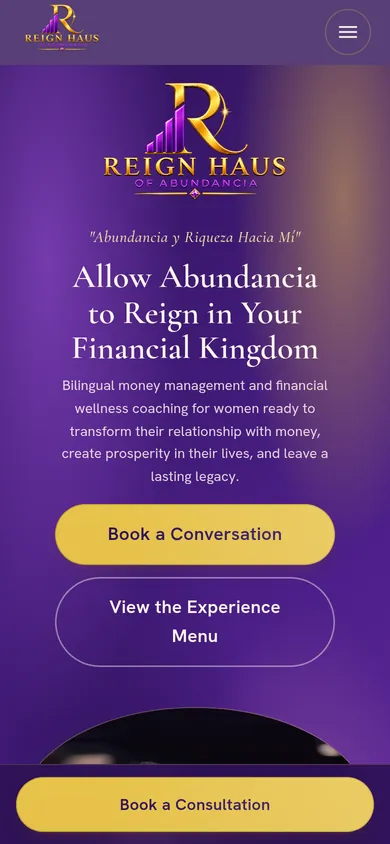 REIGN HAUS
R
REIGN HAUS
OF ABUNDANCIA
"Abundancia y Riqueza Hacia Mí"
Allow Abundancia
to Reign in Your
Financial Kingdom
Bilingual money management and financial
wellness coaching for women ready to
transform their relationship with money,
create prosperity in their lives, and leave a
lasting legacy.
Book a Conversation
View the Experience
Menu
Book a Consultation